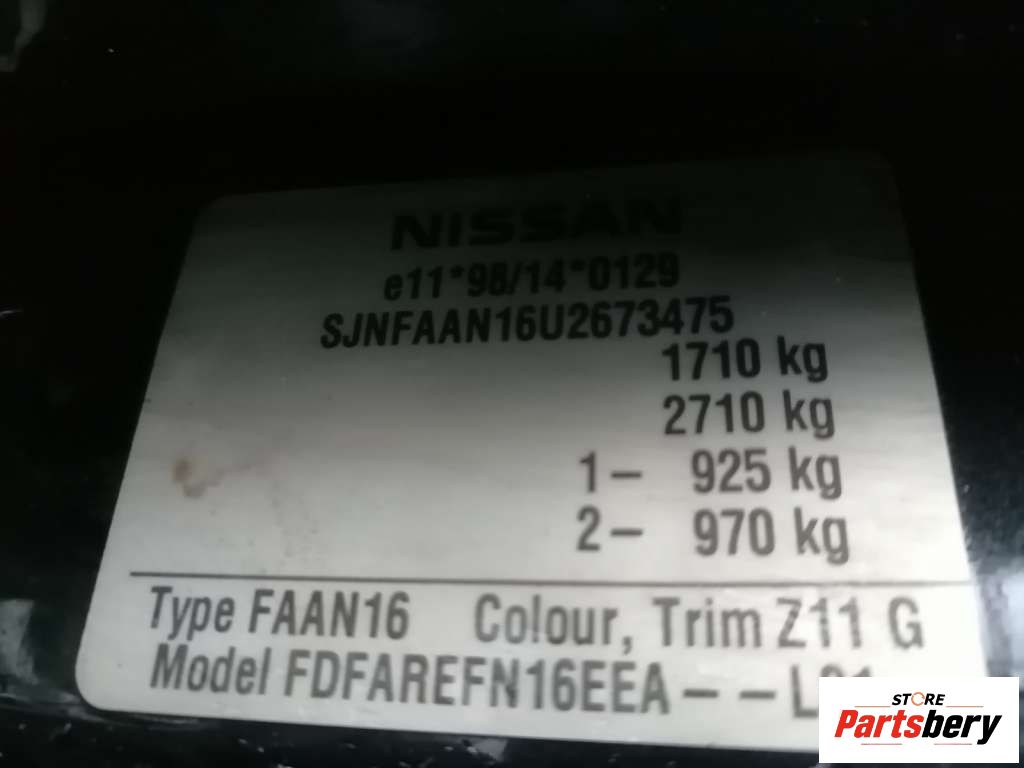 NISSAN
e11*98/14*0129
SJNFAAN16U2673475
1710 kg
2710 kg
1- 925 kg
2- 970 kg
Type FAAN16 Colour, Trim Z11 G
Model FDFAREFN16EEA--
STORE
Partsbery